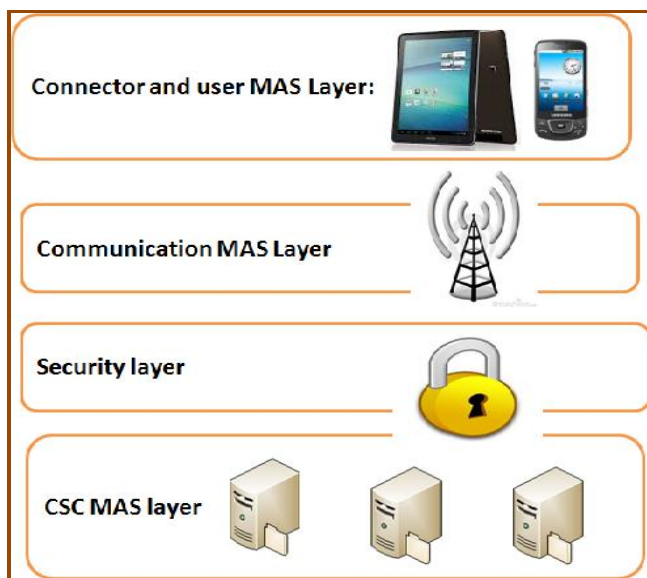 Connector and user MAS Layer:
Communication MAS Layer
Security layer
CSC MAS layer